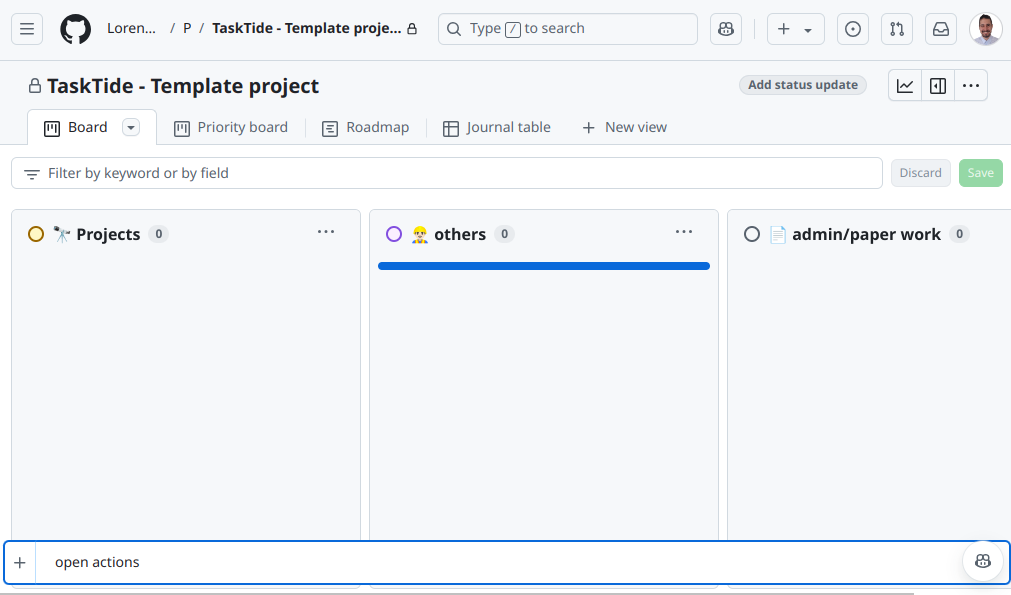 Loren... / P / TaskTide - Template proje...
Type / to search
TaskTide - Template project
Add status update
Board
Priority board
Roadmap
Journal table
New view
Filter by keyword or by field
Discard
Save
Projects 0
others 0
admin/paper work 0
open actions